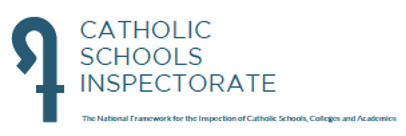 CATHOLIC
SCHOOLS
INSPECTORATE
The National Framework for the Inspection of Catholic Schools, Colleges and Academies